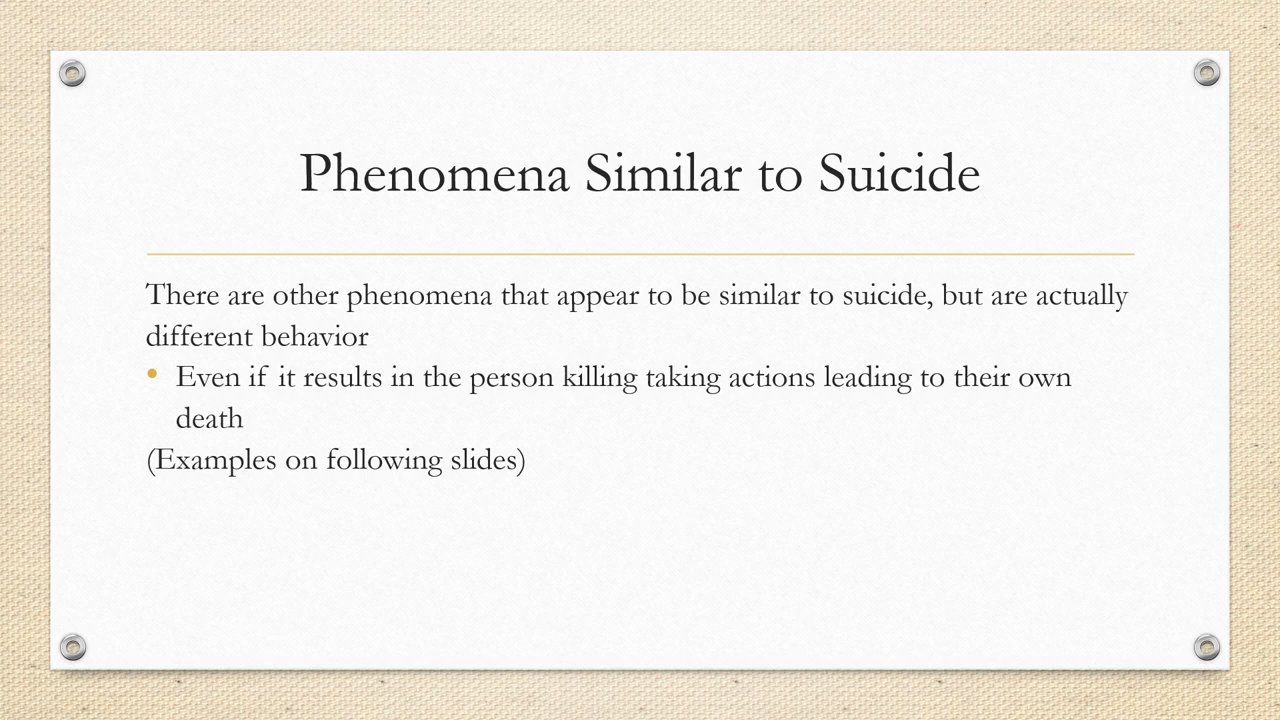 Phenomena Similar to Suicide
There are other phenomena that appear to be similar to suicide, but are actually
different behavior
• Even if it results in the person killing taking actions leading to their own
death
(Examples on following slides)